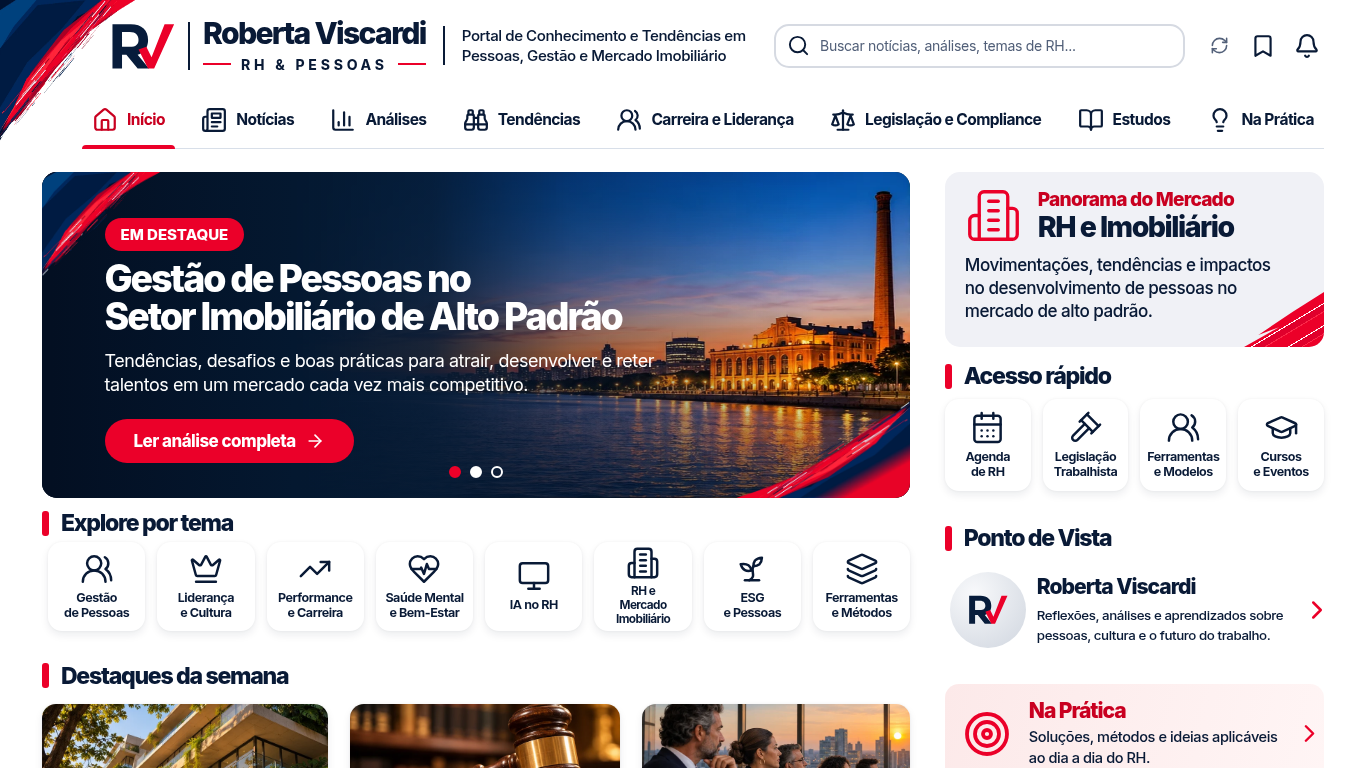 RV
Roberta Viscardi
RH & PESSOAS
Portal de Conhecimento e Tendências em
Pessoas, Gestão e Mercado Imobiliário
Buscar notícias, análises, temas de RH...
Início
Notícias
Análises
Tendências
Carreira e Liderança
Legislação e Compliance
Estudos
Na Prática
EM DESTAQUE
Gestão de Pessoas no
Setor Imobiliário de Alto Padrão
Tendências, desafios e boas práticas para atrair, desenvolver e reter
talentos em um mercado cada vez mais competitivo.
Ler análise completa
Panorama do Mercado
RH e Imobiliário
Movimentações, tendências e impactos
no desenvolvimento de pessoas no
mercado de alto padrão.
Acesso rápido
Agenda
de RH
Legislação
Trabalhista
Ferramentas
e Modelos
Cursos
e Eventos
Explore por tema
Gestão
de Pessoas
Liderança
e Cultura
Performance
e Carreira
Saúde Mental
e Bem-Estar
IA no RH
RH e
Mercado
Imobiliário
ESG
e Pessoas
Ferramentas
e Métodos
Ponto de Vista
RV
Roberta Viscardi
Reflexões, análises e aprendizados sobre
pessoas, cultura e o futuro do trabalho.
Destaques da semana
Na Prática
Soluções, métodos e ideias aplicáveis
ao dia a dia do RH.